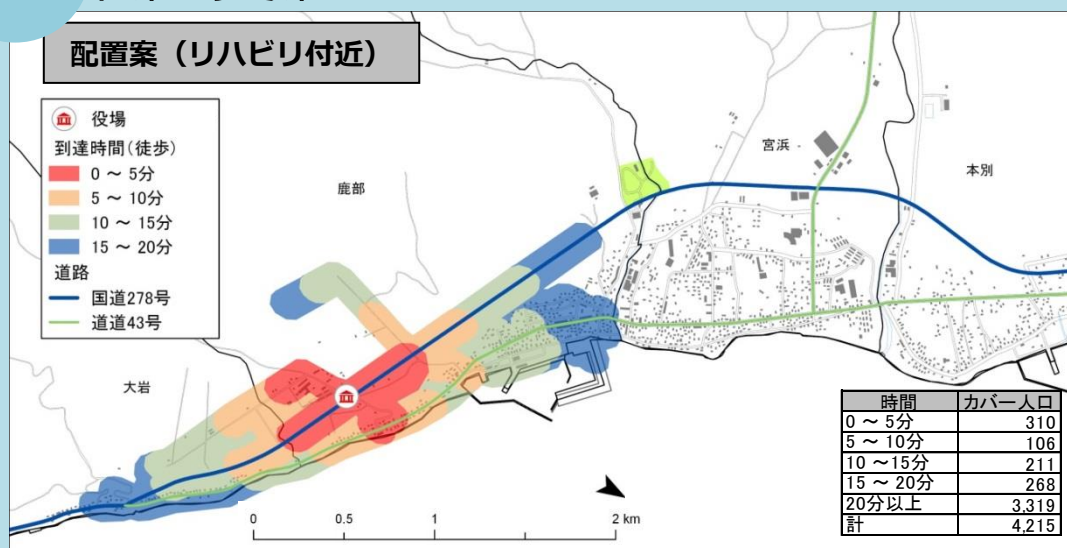 配置案（リハビリ付近）
役場
到達時間(徒歩)
0 ～ 5分
5 ～ 10分
10 ～ 15分
15 ～ 20分
道路
国道278号
道道43号
鹿部
宮浜
本別
大岩
0 0.5 1 2 km
時間 カバー人口
0 ～ 5分 310
5 ～ 10分 106
10 ～15分 211
15 ～ 20分 268
20分以上 3,319
計 4,215